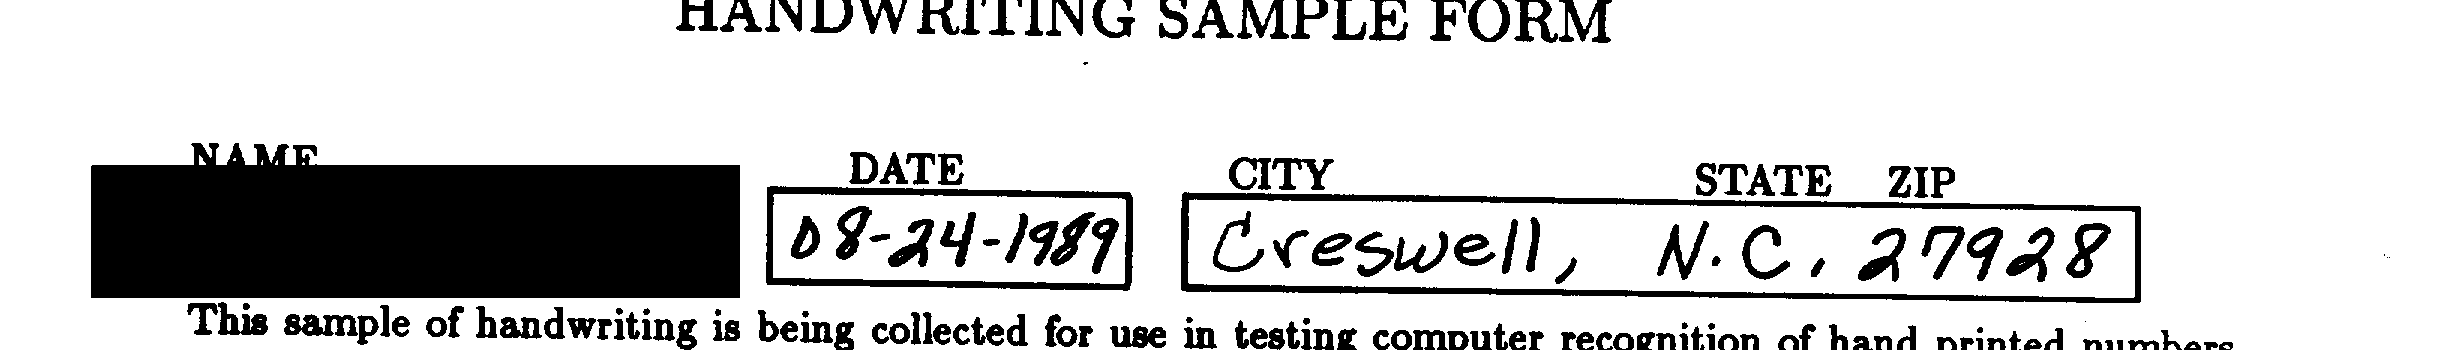 HANDWRITING SAMPLE FORM
NAME DATE CITY STATE ZIP
08-24-1989 Creswell, N.C. 27928
This sample of handwriting is being collected for use in testing computer recognition of hand printed numbers